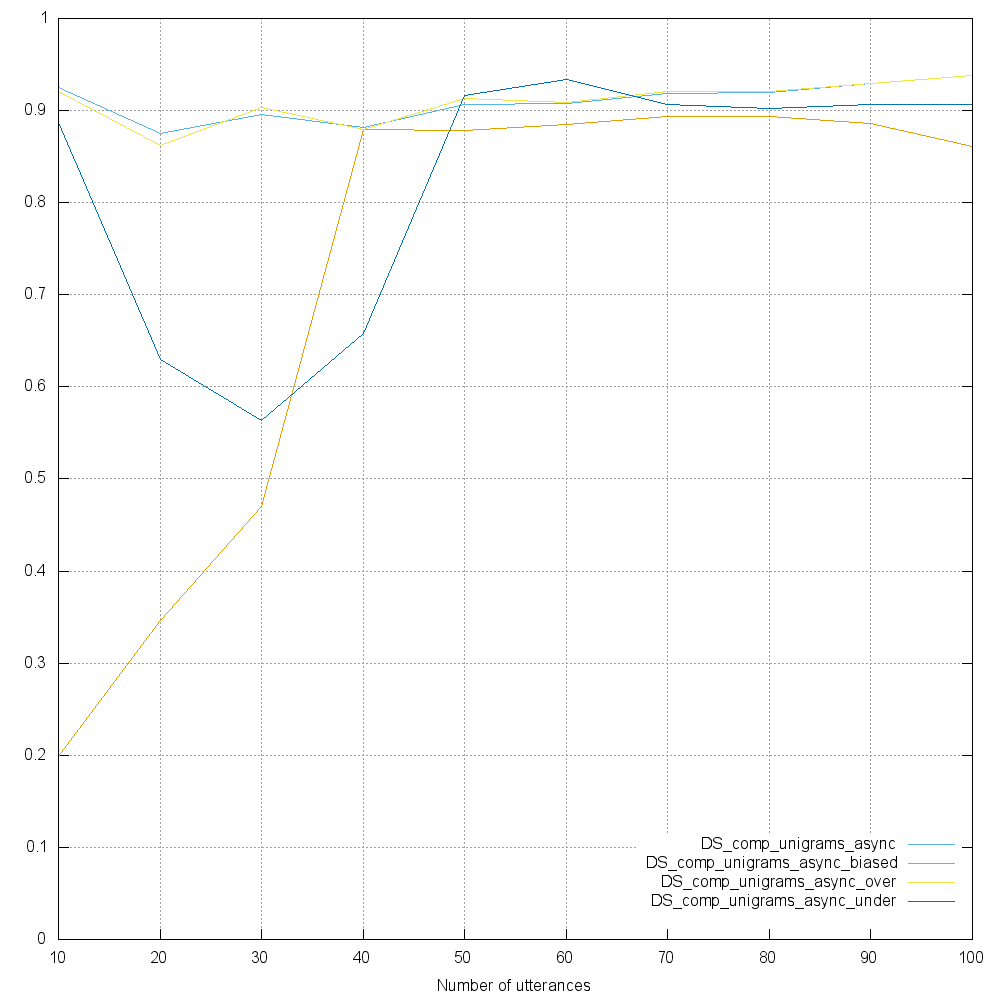 1
0.9
0.8
0.7
0.6
0.5
0.4
0.3
0.2
0.1
0
DS_comp_unigrams_async
DS_comp_unigrams_async_biased
DS_comp_unigrams_async_over
DS_comp_unigrams_async_under
10 20 30 40 50 60 70 80 90 100
Number of utterances